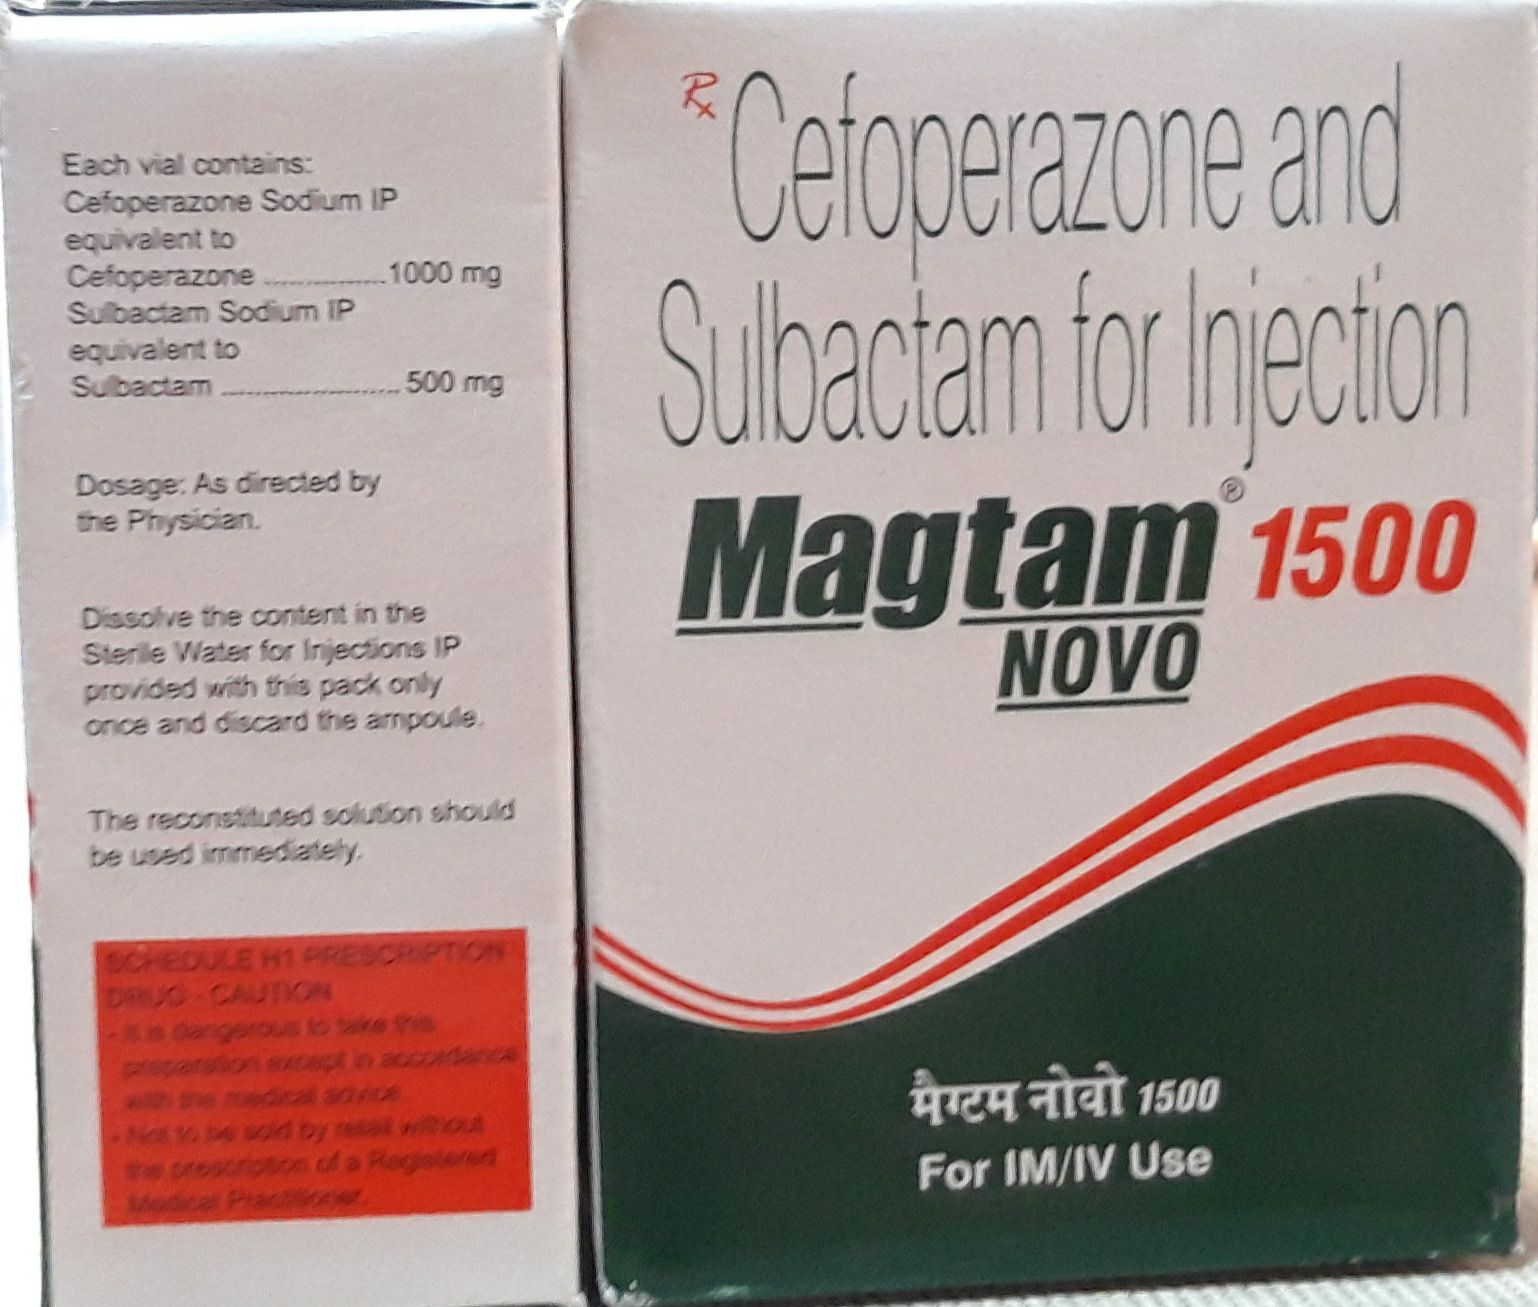 Each vial contains:
Cefoperazone Sodium IP
equivalent to
Cefoperazone ................1000 mg
Sulbactam Sodium IP
equivalent to
Sulbactam ........................ 500 mg
Dosage: As directed by
the Physician.
Dissolve the content in the
Sterile Water for Injections IP
provided with this pack only
once and discard the ampoule.
The reconstituted solution should
be used immediately.
SCHEDULE H1 PRESCRIPTION
DRUG - CAUTION
- It is dangerous to take this
preparation except in accordance
with the medical advice.
- Not to be sold by retail without
the prescription of a Registered
Medical Practitioner.
Rx Cefoperazone and
Sulbactam for Injection
Magtam® 1500
NOVO
मैग्टम नोवो 1500
For IM/IV Use